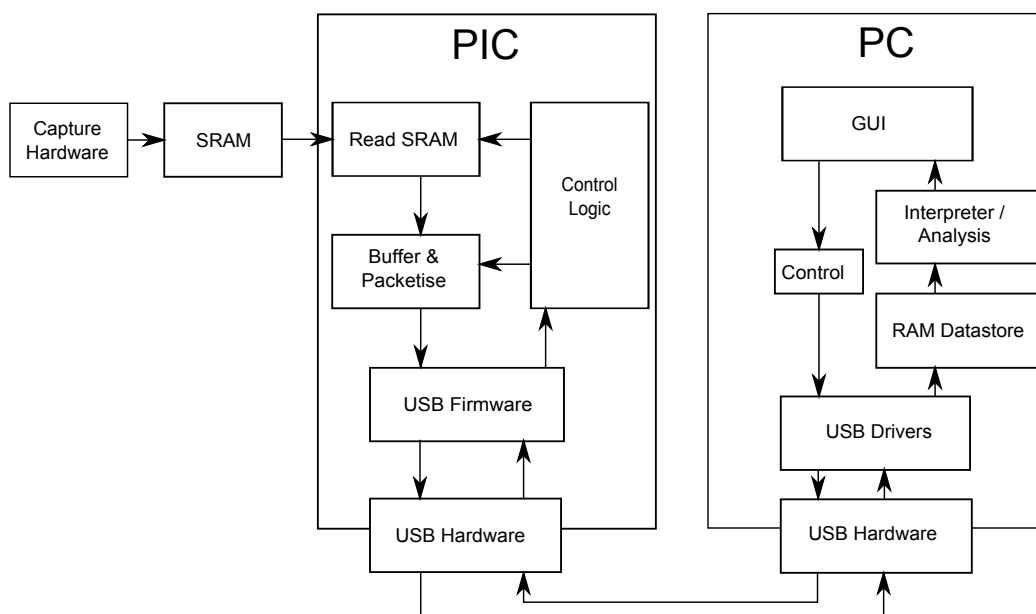 PIC
PC
Capture
Hardware
SRAM
Read SRAM
Control
Logic
GUI
Buffer &
Packetise
Interpreter /
Analysis
Control
RAM Datastore
USB Firmware
USB Drivers
USB Hardware
USB Hardware